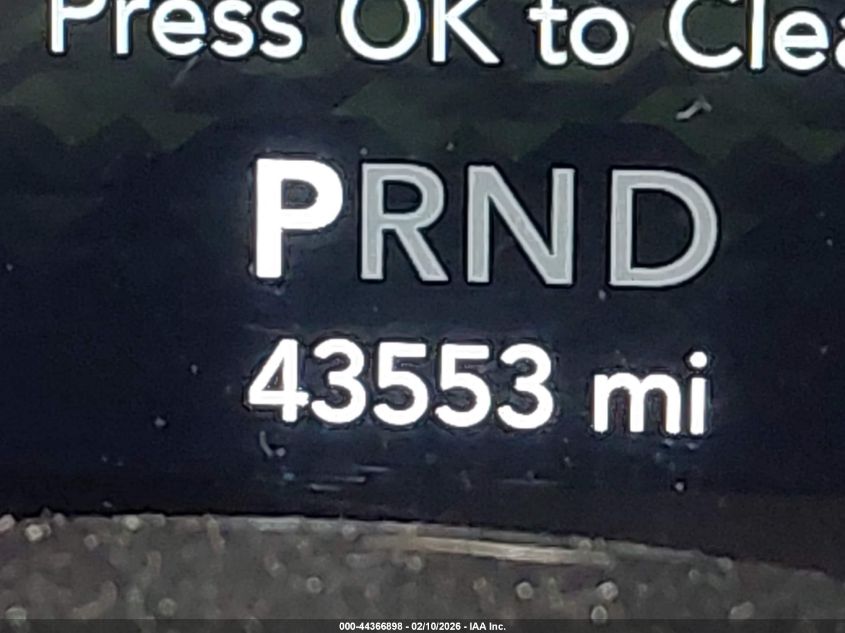 Press OK to Clea
PRND
43553 mi
000-44366898 - 02/10/2026 - IAA Inc.